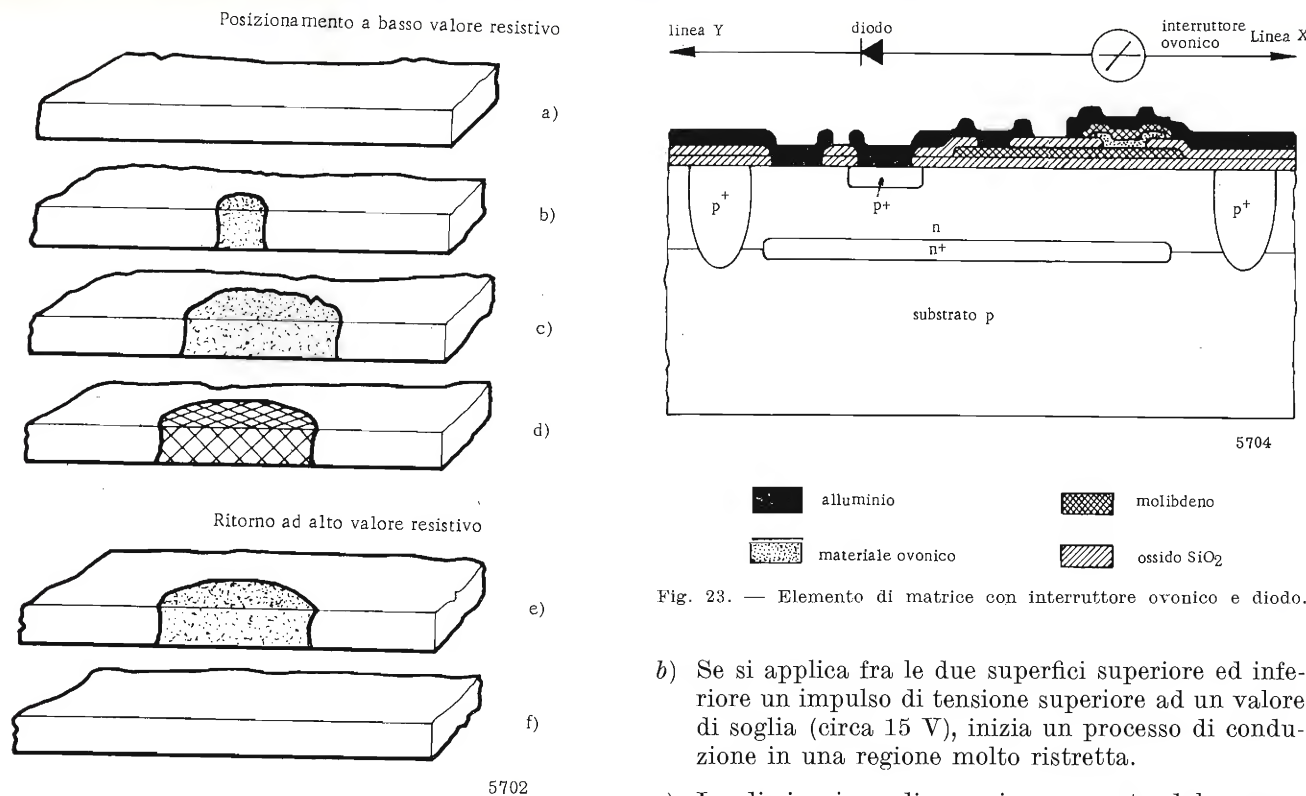 Posizionamento a basso valore resistivo
a)
b)
c)
d)
Ritorno ad alto valore resistivo
e)
f)
5702
linea Y
diodo
interruttore
ovonico
Linea X
p+
p+
p+
n
n+
substrato p
5704
alluminio
molibdeno
materiale ovonico
ossido SiO2
Fig. 23. — Elemento di matrice con interruttore ovonico e diodo.
b) Se si applica fra le due superfici superiore ed infe-
riore un impulso di tensione superiore ad un valore
di soglia (circa 15 V), inizia un processo di condu-
zione in una regione molto ristretta.